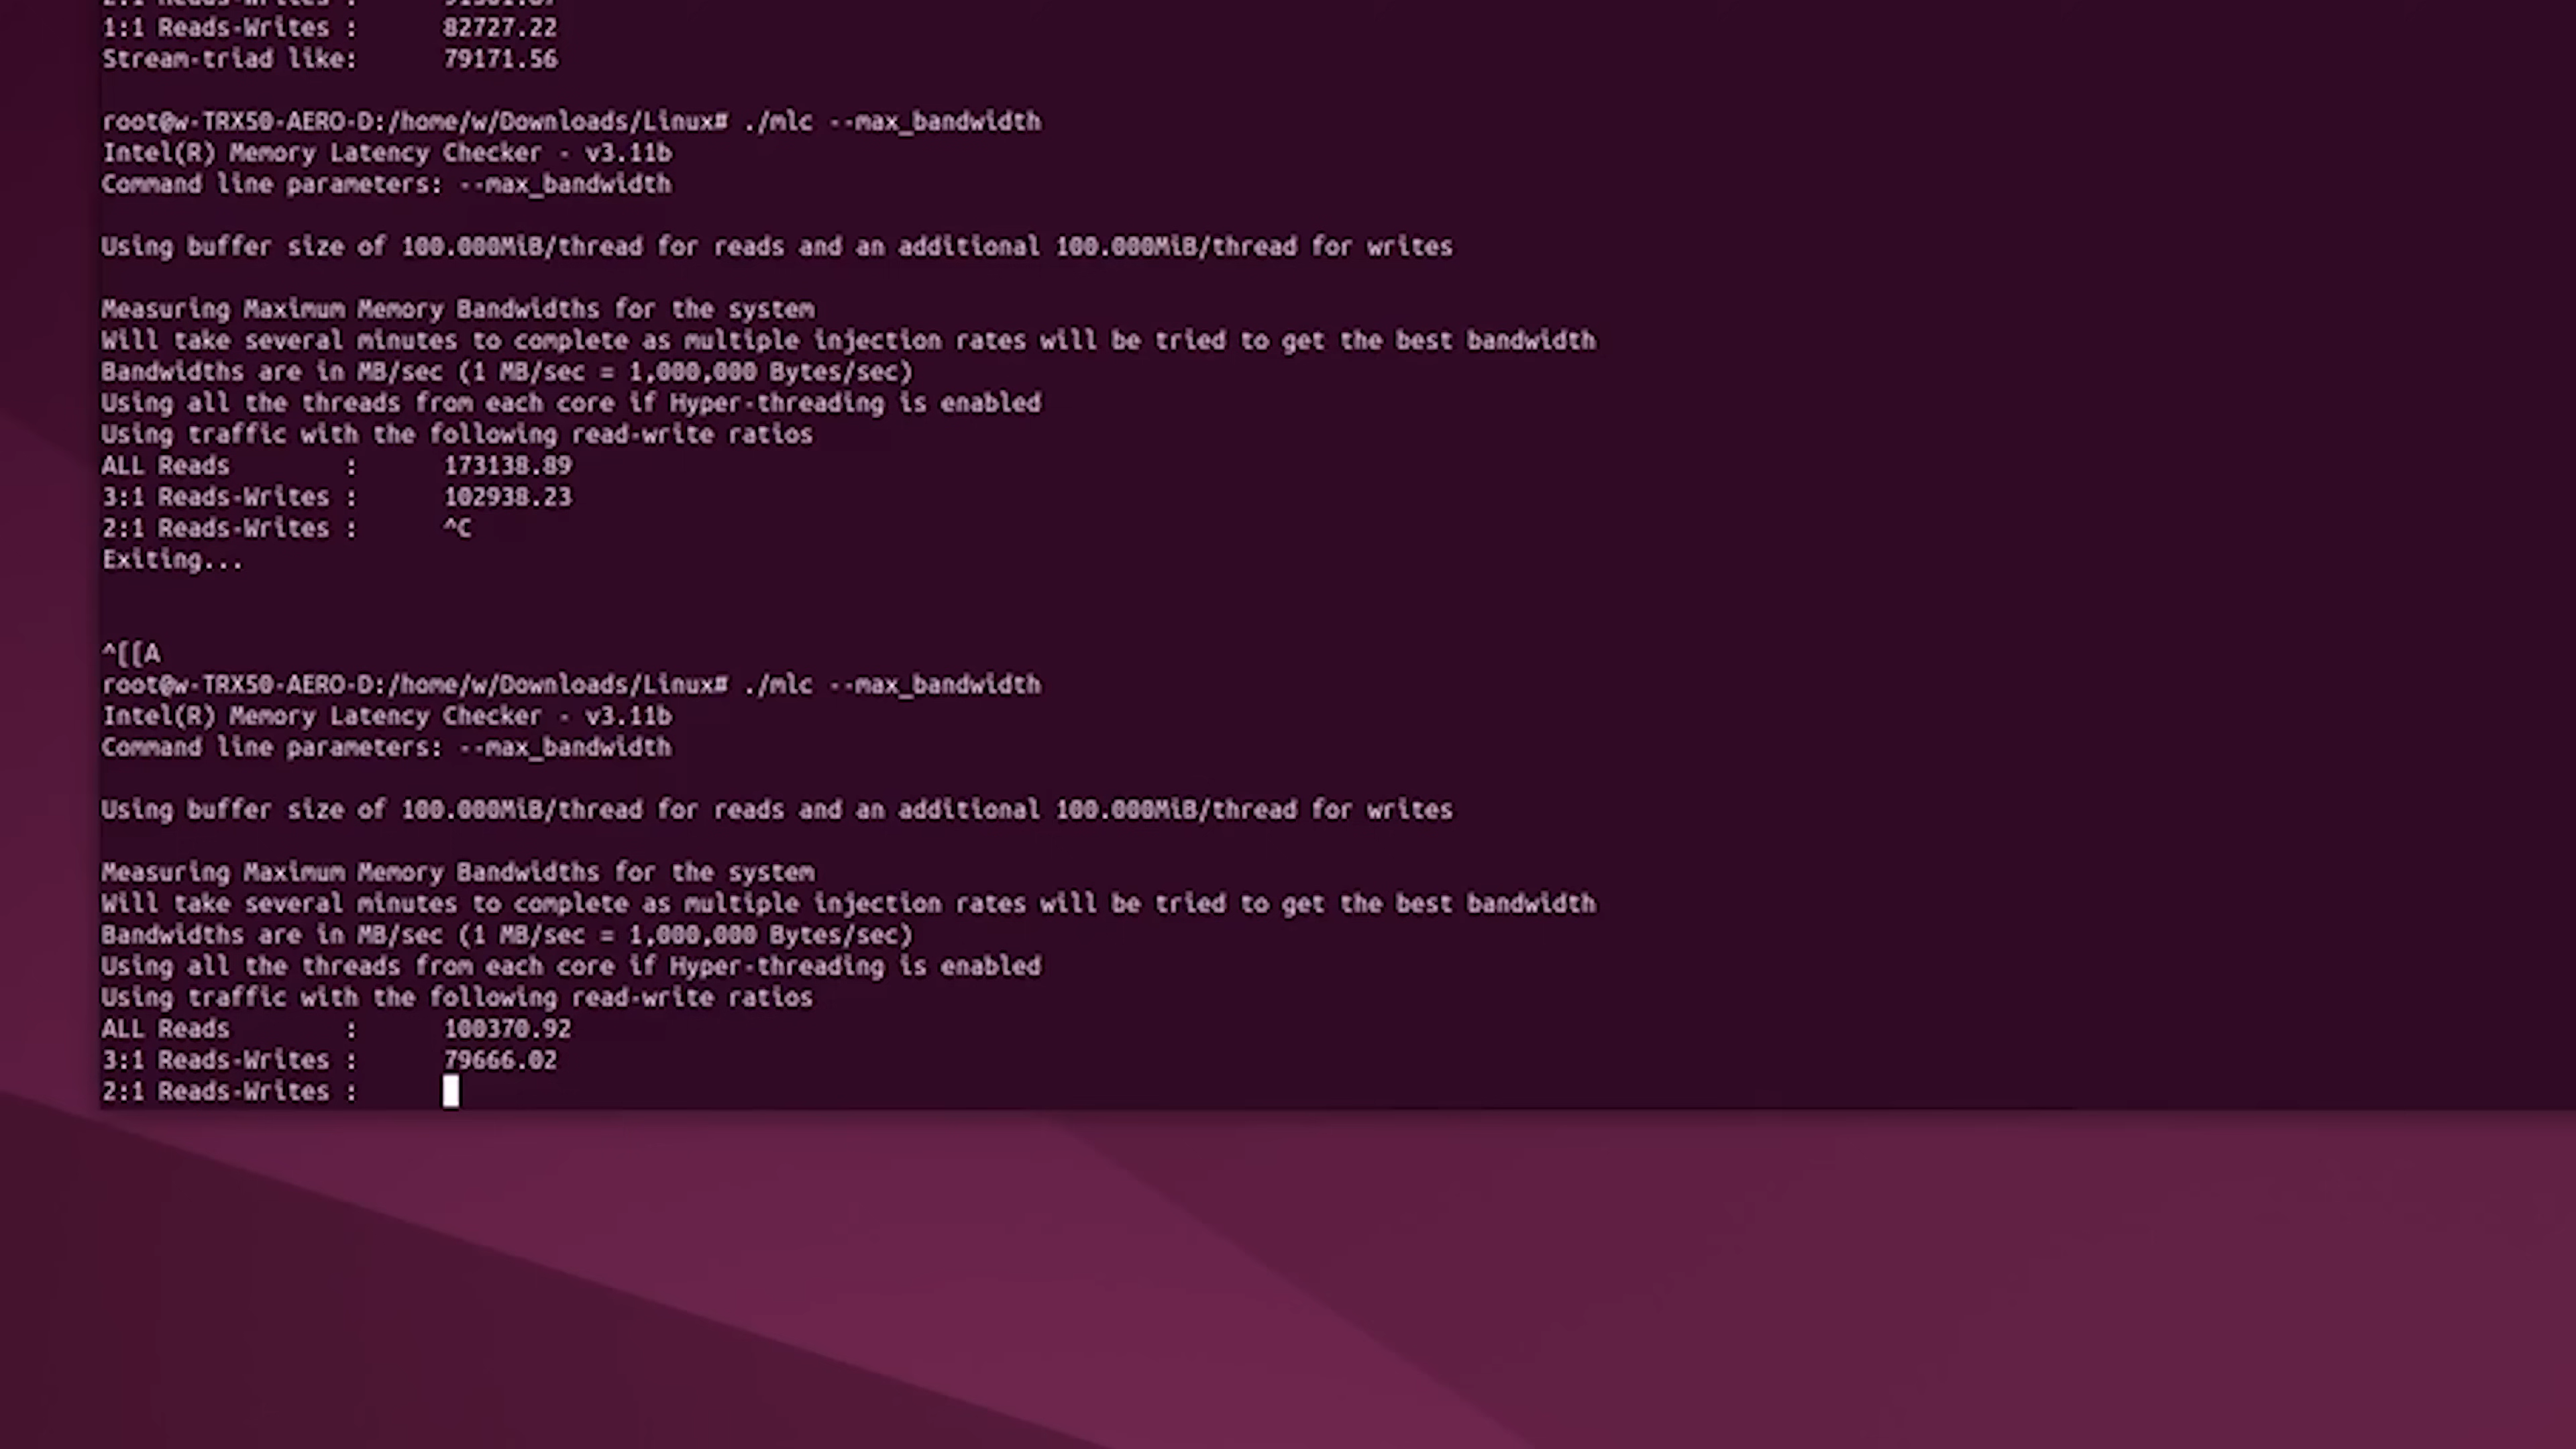 1:1 Reads-Writes :      82727.22
Stream-triad like:      79171.56
root@w-TRX50-AERO-D:/home/w/Downloads/Linux# ./mlc --max_bandwidth
Intel(R) Memory Latency Checker - v3.11b
Command line parameters: --max_bandwidth
Using buffer size of 100.000MiB/thread for reads and an additional 100.000MiB/thread for writes
Measuring Maximum Memory Bandwidths for the system
Will take several minutes to complete as multiple injection rates will be tried to get the best bandwidth
Bandwidths are in MB/sec (1 MB/sec = 1,000,000 Bytes/sec)
Using all the threads from each core if Hyper-threading is enabled
Using traffic with the following read-write ratios
ALL Reads        :      173138.89
3:1 Reads-Writes :      102938.23
2:1 Reads-Writes :      ^C
Exiting...
^[[A
root@w-TRX50-AERO-D:/home/w/Downloads/Linux# ./mlc --max_bandwidth
Intel(R) Memory Latency Checker - v3.11b
Command line parameters: --max_bandwidth
Using buffer size of 100.000MiB/thread for reads and an additional 100.000MiB/thread for writes
Measuring Maximum Memory Bandwidths for the system
Will take several minutes to complete as multiple injection rates will be tried to get the best bandwidth
Bandwidths are in MB/sec (1 MB/sec = 1,000,000 Bytes/sec)
Using all the threads from each core if Hyper-threading is enabled
Using traffic with the following read-write ratios
ALL Reads        :      100370.92
3:1 Reads-Writes :      79666.02
2:1 Reads-Writes :